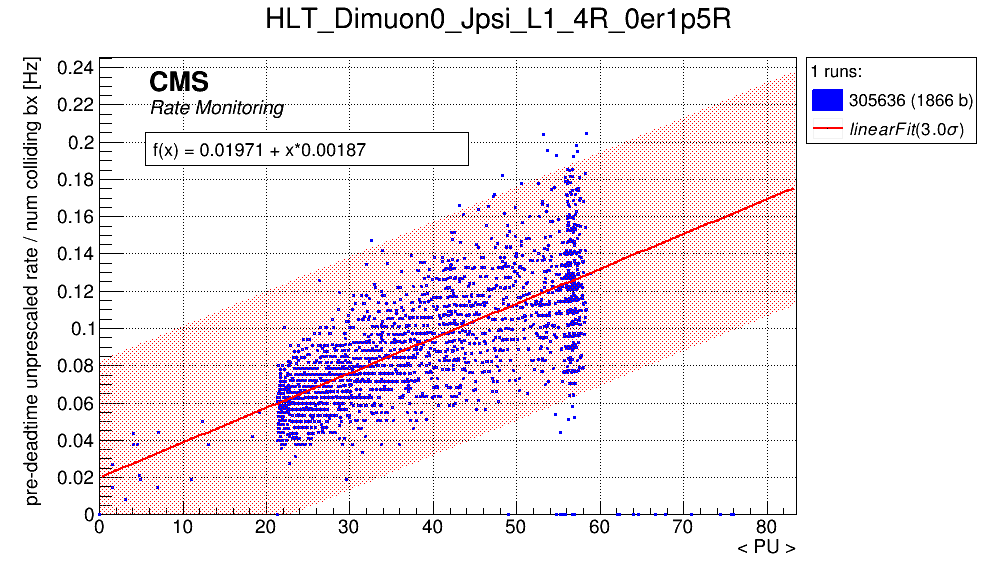 HLT_Dimuon0_Jpsi_L1_4R_0er1p5R
pre-deadtime unprescaled rate / num colliding bx [Hz]
CMS
Rate Monitoring
f(x) = 0.01971 + x*0.00187
1 runs:
305636 (1866 b)
linearFit(3.0σ)
0.24
0.22
0.2
0.18
0.16
0.14
0.12
0.1
0.08
0.06
0.04
0.02
0
0 10 20 30 40 50 60 70 80
< PU >